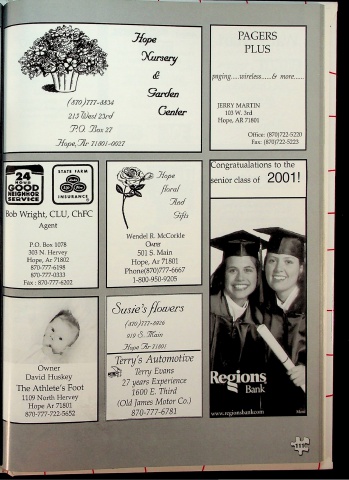 Hope
Nursery
&
Garden
Center
(870)777-8834
213 West 23rd
P.O. Box 27
Hope, Ar 71801-0027
PAGERS
PLUS
paging....wireless......& more......
JERRY MARTIN
103 W. 3rd
Hope, AR 71801
Office: (870)722-5220
Fax: (870)722-5223
24
HOUR
GOOD
NEIGHBOR
SERVICE
STATE FARM
INSURANCE
Bob Wright, CLU, ChFC
Agent
P.O. Box 1078
303 N. Hervey
Hope, Ar 71802
870-777-6198
870-777-0333
Fax : 870-777-6202
Hope
floral
And
Gifts
Wendel R. McCorkle
Owner
501 S. Main
Hope, Ar 71801
Phone(870)777-6667
1-800-950-9205
Congratualations to the
senior class of 2001!
Regions
Bank
www.regionsbank.com
Owner
David Huskey
The Athlete's Foot
1109 North Hervey
Hope Ar 71801
870-777-722-5652
Susie's flowers
(870)777-8926
919 S. Main
Hope Ar 71801
Terry's Automotive
Terry Evans
27 years Experience
1600 E. Third
(Old James Motor Co.)
870-777-6781